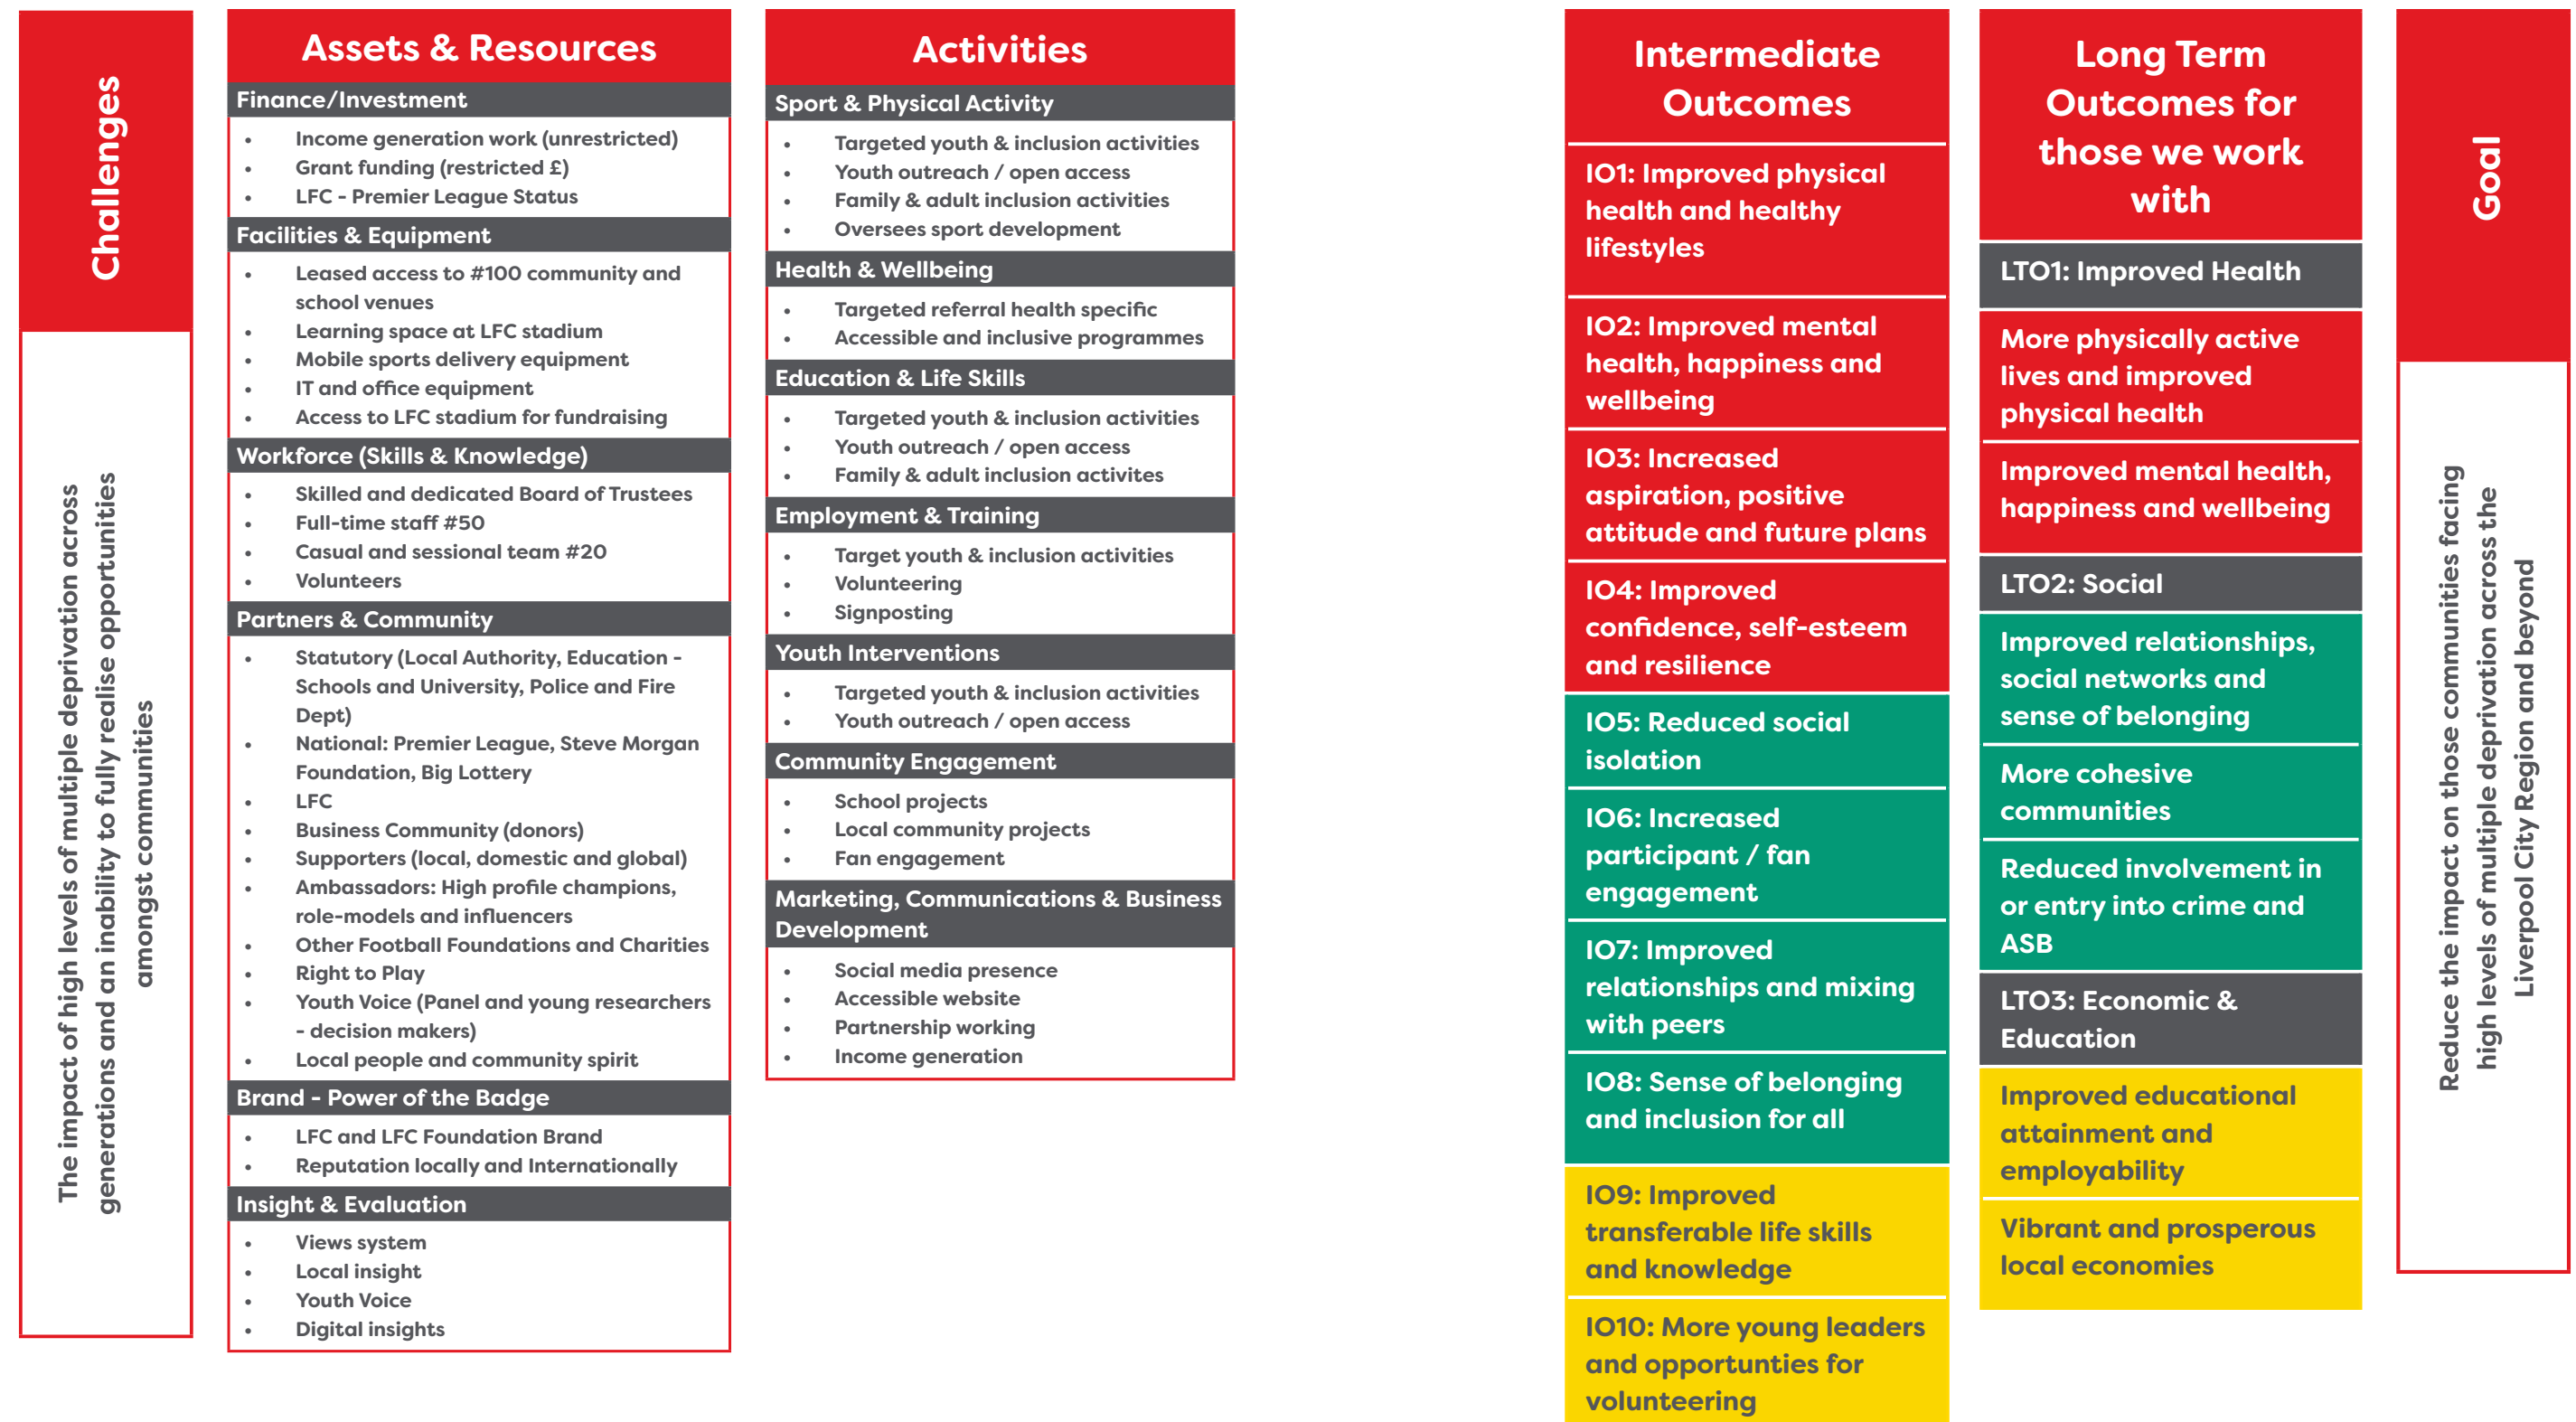 Challenges
The impact of high levels of multiple deprivation across
generations and an inability to fully realise opportunities
amongst communities
Assets & Resources
Finance/Investment
• Income generation work (unrestricted)
• Grant funding (restricted £)
• LFC - Premier League Status
Facilities & Equipment
• Leased access to #100 community and
school venues
• Learning space at LFC stadium
• Mobile sports delivery equipment
• IT and office equipment
• Access to LFC stadium for fundraising
Workforce (Skills & Knowledge)
• Skilled and dedicated Board of Trustees
• Full-time staff #50
• Casual and sessional team #20
• Volunteers
Partners & Community
• Statutory (Local Authority, Education -
Schools and University, Police and Fire
Dept)
• National: Premier League, Steve Morgan
Foundation, Big Lottery
• LFC
• Business Community (donors)
• Supporters (local, domestic and global)
• Ambassadors: High profile champions,
role-models and influencers
• Other Football Foundations and Charities
• Right to Play
• Youth Voice (Panel and young researchers
- decision makers)
• Local people and community spirit
Brand - Power of the Badge
• LFC and LFC Foundation Brand
• Reputation locally and Internationally
Insight & Evaluation
• Views system
• Local insight
• Youth Voice
• Digital insights
Activities
Sport & Physical Activity
• Targeted youth & inclusion activities
• Youth outreach / open access
• Family & adult inclusion activities
• Oversees sport development
Health & Wellbeing
• Targeted referral health specific
• Accessible and inclusive programmes
Education & Life Skills
• Targeted youth & inclusion activities
• Youth outreach / open access
• Family & adult inclusion activites
Employment & Training
• Target youth & inclusion activities
• Volunteering
• Signposting
Youth Interventions
• Targeted youth & inclusion activities
• Youth outreach / open access
Community Engagement
• School projects
• Local community projects
• Fan engagement
Marketing, Communications & Business
Development
• Social media presence
• Accessible website
• Partnership working
• Income generation
Intermediate
Outcomes
IO1: Improved physical
health and healthy
lifestyles
IO2: Improved mental
health, happiness and
wellbeing
IO3: Increased
aspiration, positive
attitude and future plans
IO4: Improved
confidence, self-esteem
and resilience
IO5: Reduced social
isolation
IO6: Increased
participant / fan
engagement
IO7: Improved
relationships and mixing
with peers
IO8: Sense of belonging
and inclusion for all
IO9: Improved
transferable life skills
and knowledge
IO10: More young leaders
and opportunties for
volunteering
Long Term
Outcomes for
those we work
with
LTO1: Improved Health
More physically active
lives and improved
physical health
Improved mental health,
happiness and wellbeing
LTO2: Social
Improved relationships,
social networks and
sense of belonging
More cohesive
communities
Reduced involvement in
or entry into crime and
ASB
LTO3: Economic &
Education
Improved educational
attainment and
employability
Vibrant and prosperous
local economies
Goal
Reduce the impact on those communities facing
high levels of multiple deprivation across the
Liverpool City Region and beyond